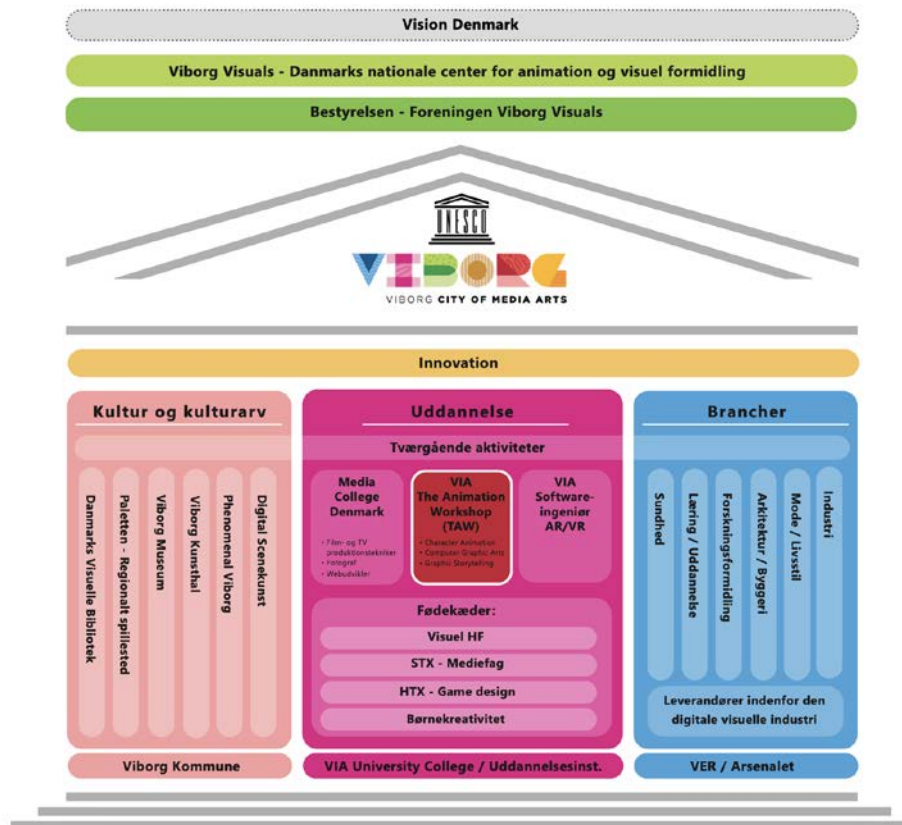 Vision Denmark
Viborg Visuals - Danmarks nationale center for animation og visuel formidling
Bestyrelsen - Foreningen Viborg Visuals
UNESCO
VIBORG
VIBORG CITY OF MEDIA ARTS
Innovation
Kultur og kulturarv
Danmarks Visuelle Bibliotek
Paletten - Regionalt spillested
Viborg Museum
Viborg Kunsthal
Phenomenal Viborg
Digital Scenekunst
Uddannelse
Tværgående aktiviteter
Media
College
Denmark
• Film- og TV
produktionstekniker
• Fotograf
• Webudvikler
VIA
The Animation
Workshop
(TAW)
• Character Animation
• Computer Graphic Arts
• Graphic Storytelling
VIA
Software-
ingeniør
AR/VR
Fødekæder:
Visuel HF
STX - Mediefag
HTX - Game design
Børnekreativitet
Brancher
Sundhed
Læring / Uddannelse
Forskningsformidling
Arkitektur / Byggeri
Mode / Livsstil
Industri
Leverandører indenfor den
digitale visuelle industri
Viborg Kommune
VIA University College / Uddannelsesinst.
VER / Arsenalet